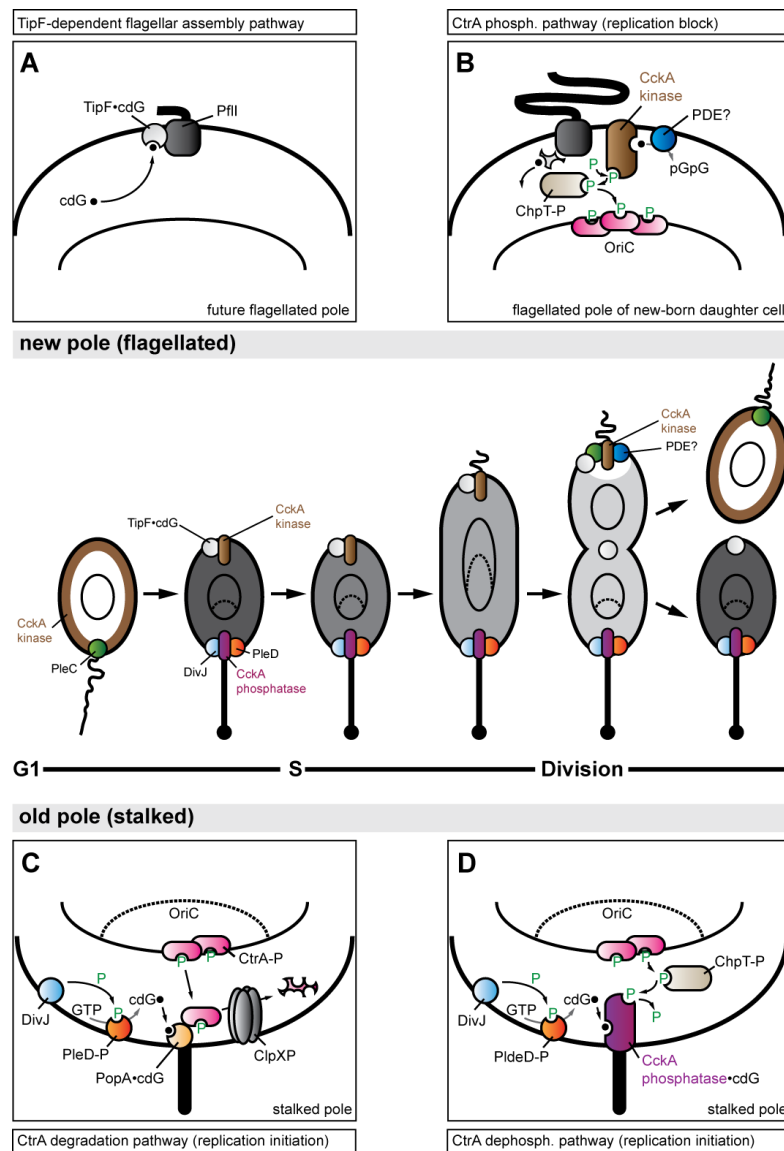 TipF-dependent flagellar assembly pathway
CtrA phosph. pathway (replication block)
A
TipF•cdG
PflI
cdG
future flagellated pole
B
CckA
kinase
PDE?
P
P
P
pGpG
ChpT-P
P
P
P
OriC
flagellated pole of new-born daughter cell
new pole (flagellated)
CckA
kinase
PDE?
TipF•cdG
CckA
kinase
CckA
kinase
PleC
DivJ
PleD
CckA
phosphatase
G1
S
Division
old pole (stalked)
C
OriC
P
P
CtrA-P
P
cdG
DivJ
GTP
P
P
PleD-P
ClpXP
PopA•cdG
stalked pole
D
OriC
P
P
ChpT-P
P
P
cdG
P
DivJ
GTP
P
P
PldeD-P
CckA
phosphatase•cdG
stalked pole
CtrA degradation pathway (replication initiation)
CtrA dephosph. pathway (replication initiation)